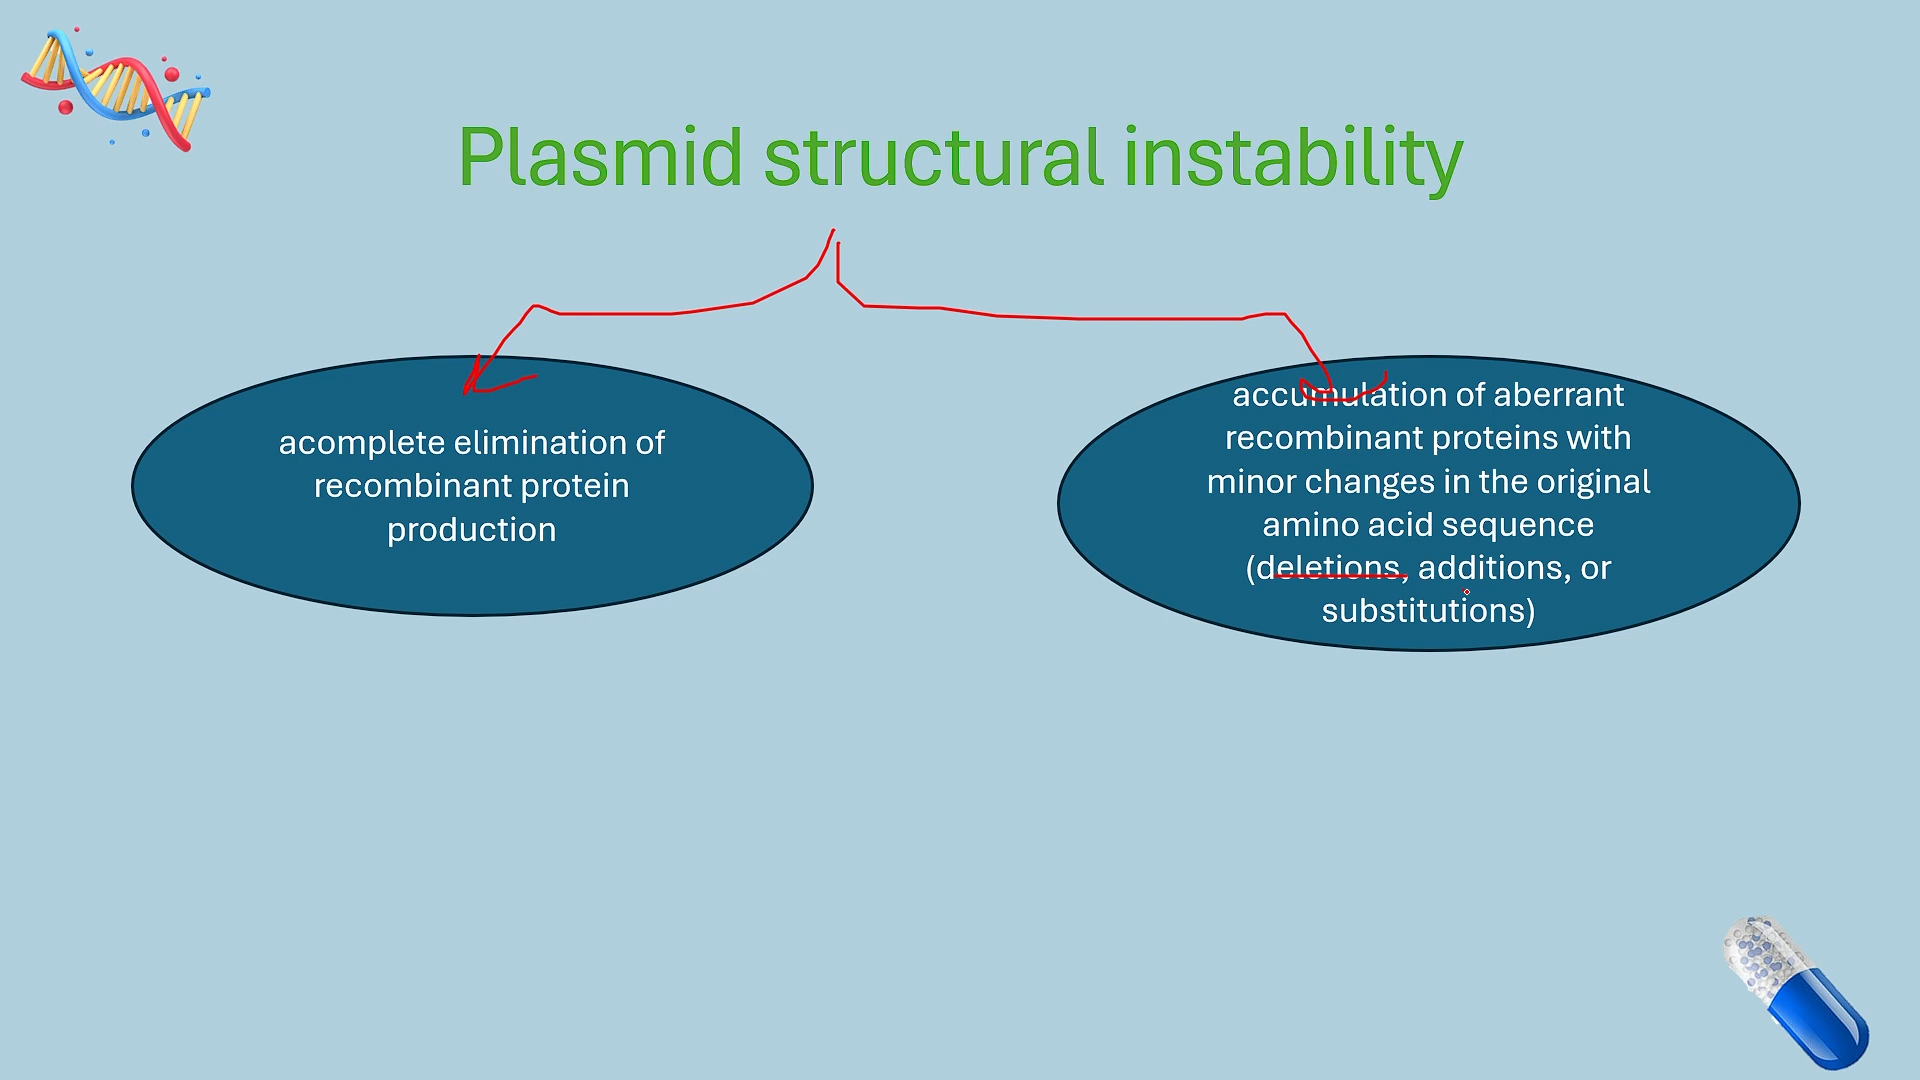 Plasmid structural instability
acomplete elimination of
recombinant protein
production
accumulation of aberrant
recombinant proteins with
minor changes in the original
amino acid sequence
(deletions, additions, or
substitutions)